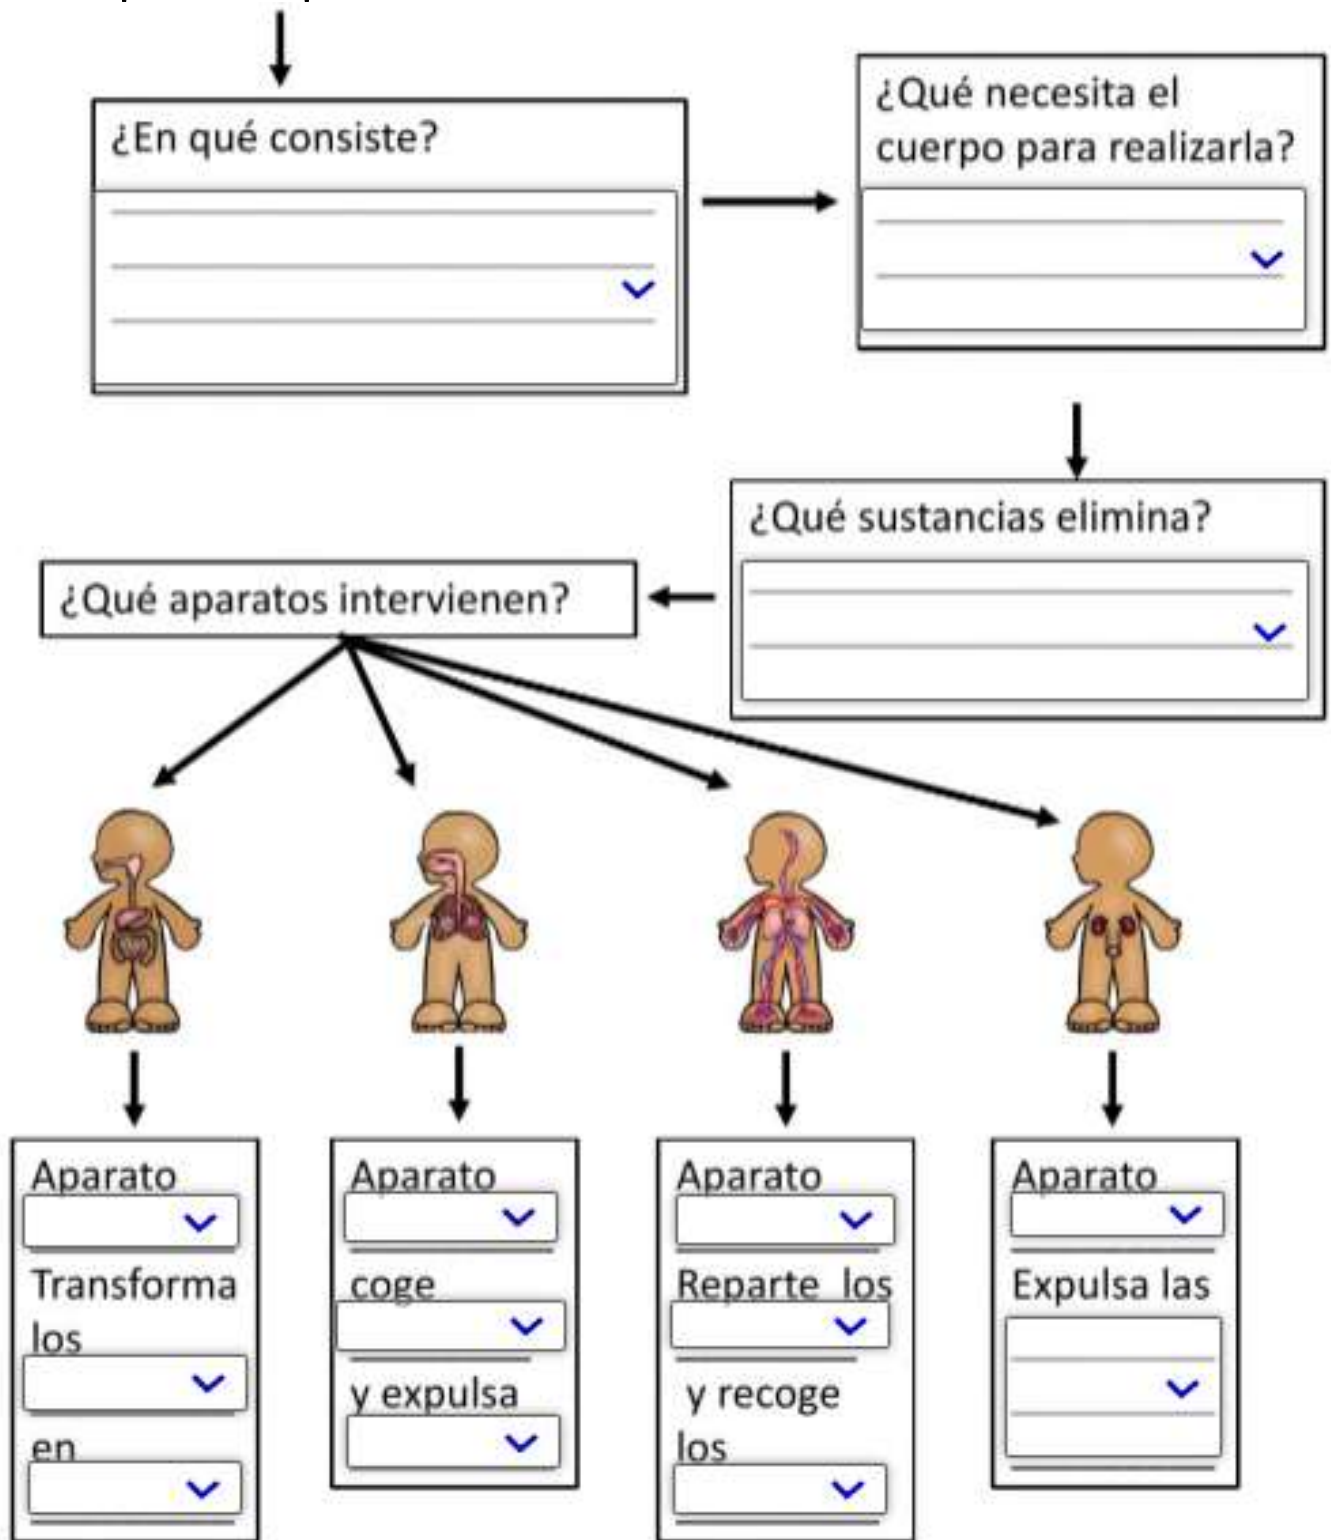 ¿En qué consiste?
¿Qué necesita el
cuerpo para realizarla?
¿Qué sustancias elimina?
¿Qué aparatos intervienen?
Aparato
Transforma
los
en
Aparato
coge
y expulsa
Aparato
Reparte los
y recoge
los
Aparato
Expulsa las